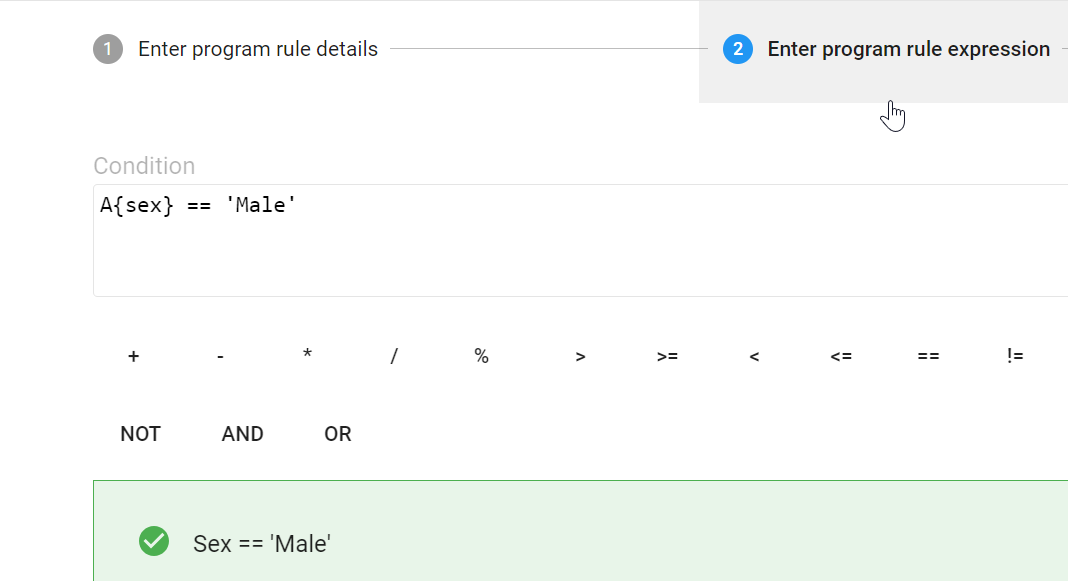 1 Enter program rule details 2 Enter program rule expression
Condition
A{sex} == 'Male'
+ - * / % > >= < <= == !=
NOT AND OR
Sex == 'Male'